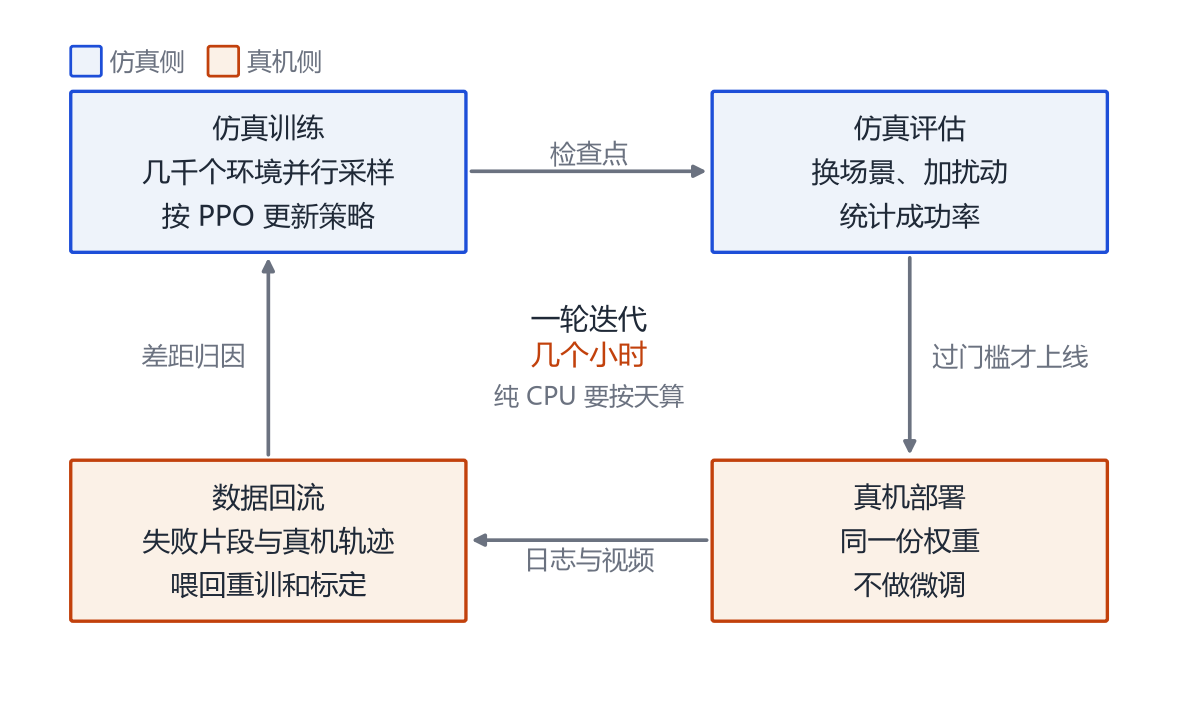 仿真侧
真机侧
仿真训练
几千个环境并行采样
按 PPO 更新策略
检查点
仿真评估
换场景、加扰动
统计成功率
一轮迭代
几个小时
纯 CPU 要按天算
差距归因
过门槛才上线
数据回流
失败片段与真机轨迹
喂回重训和标定
日志与视频
真机部署
同一份权重
不做微调